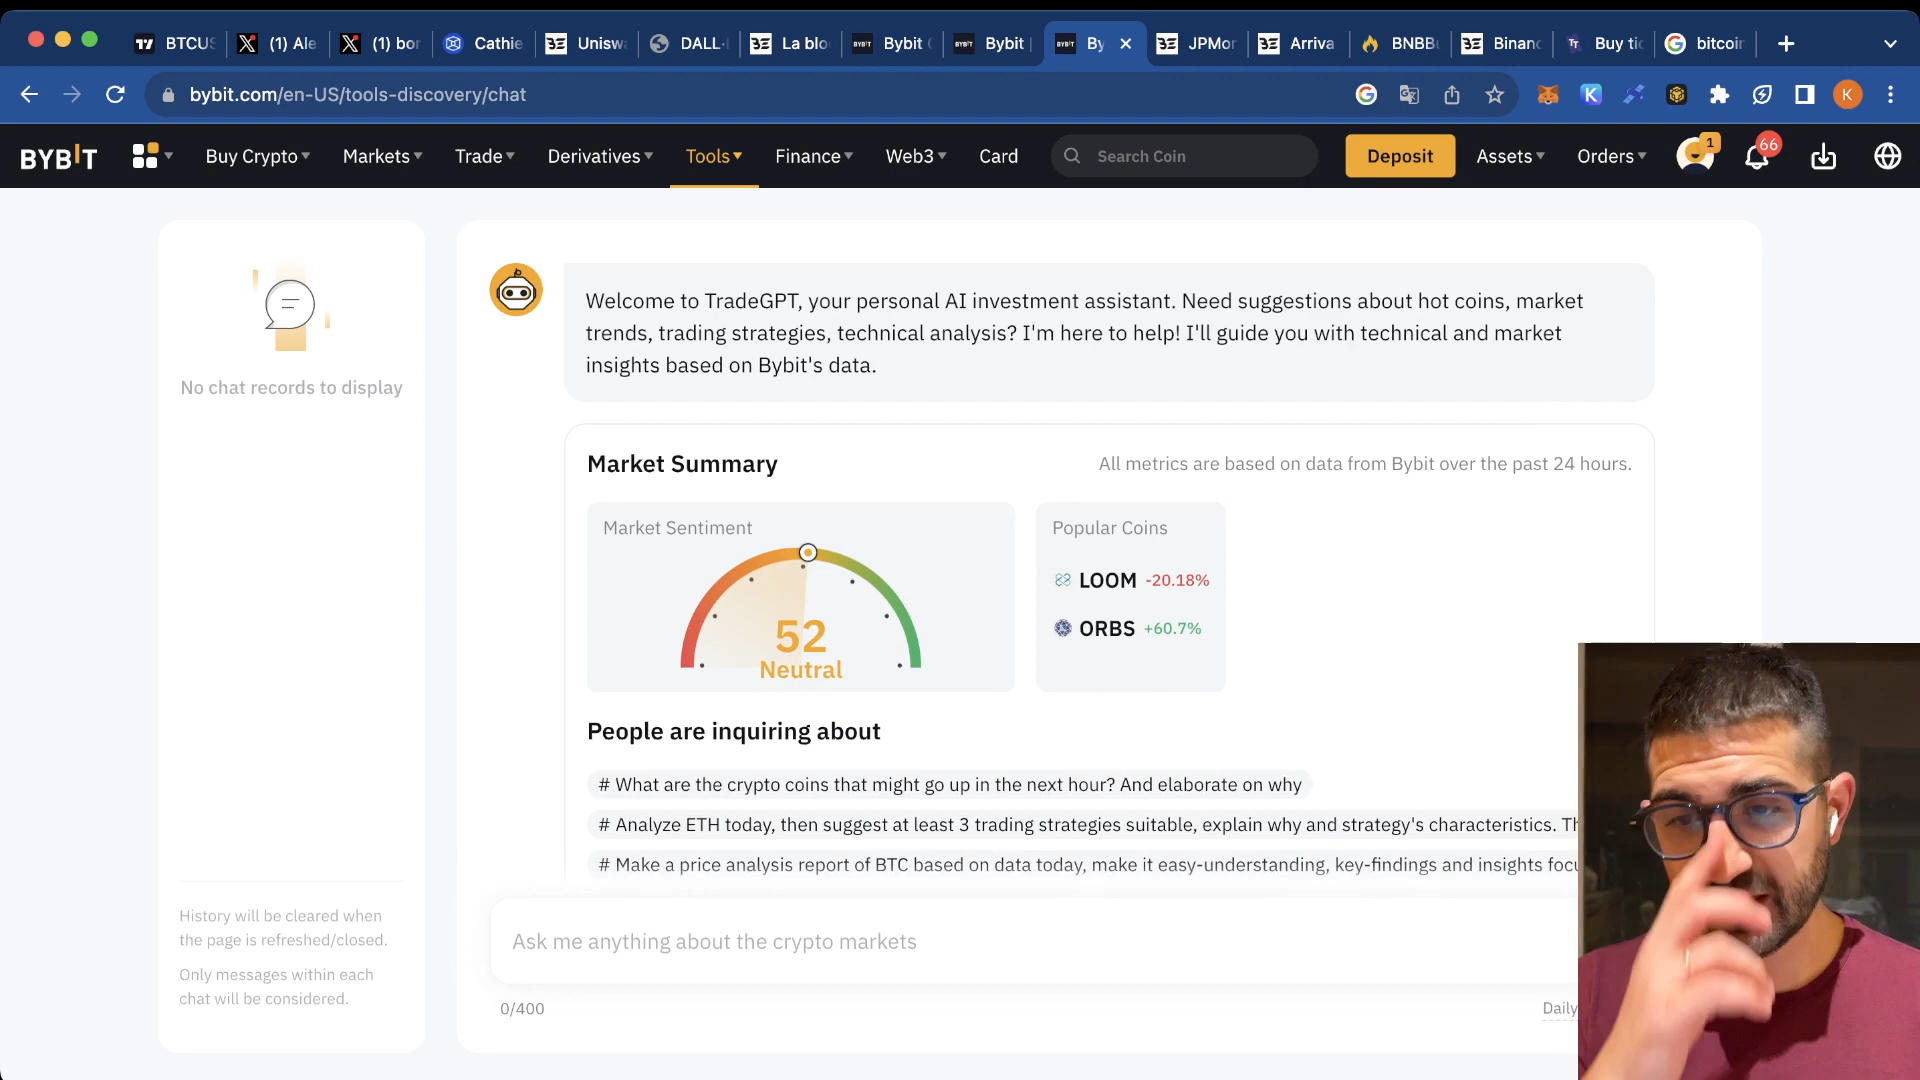 BTCUS
(1) Ale
(1) bor
Cathie
Uniswa
DALL·
La blo
Bybit
Bybit |
By
JPMor
Arriva
BNBBU
Binanc
Buy tic
bitcoin
bybit.com/en-US/tools-discovery/chat
K
K
BYBIT
Buy Crypto
Markets
Trade
Derivatives
Tools
Finance
Web3
Card
Search Coin
Deposit
Assets
Orders
1
66
No chat records to display
Welcome to TradeGPT, your personal AI investment assistant. Need suggestions about hot coins, market
trends, trading strategies, technical analysis? I'm here to help! I'll guide you with technical and market
insights based on Bybit's data.
Market Summary
All metrics are based on data from Bybit over the past 24 hours.
Market Sentiment
52
Neutral
Popular Coins
LOOM -20.18%
ORBS +60.7%
People are inquiring about
# What are the crypto coins that might go up in the next hour? And elaborate on why
# Analyze ETH today, then suggest at least 3 trading strategies suitable, explain why and strategy's characteristics. Th
# Make a price analysis report of BTC based on data today, make it easy-understanding, key-findings and insights focu
History will be cleared when
the page is refreshed/closed.
Only messages within each
chat will be considered.
Ask me anything about the crypto markets
0/400
Daily